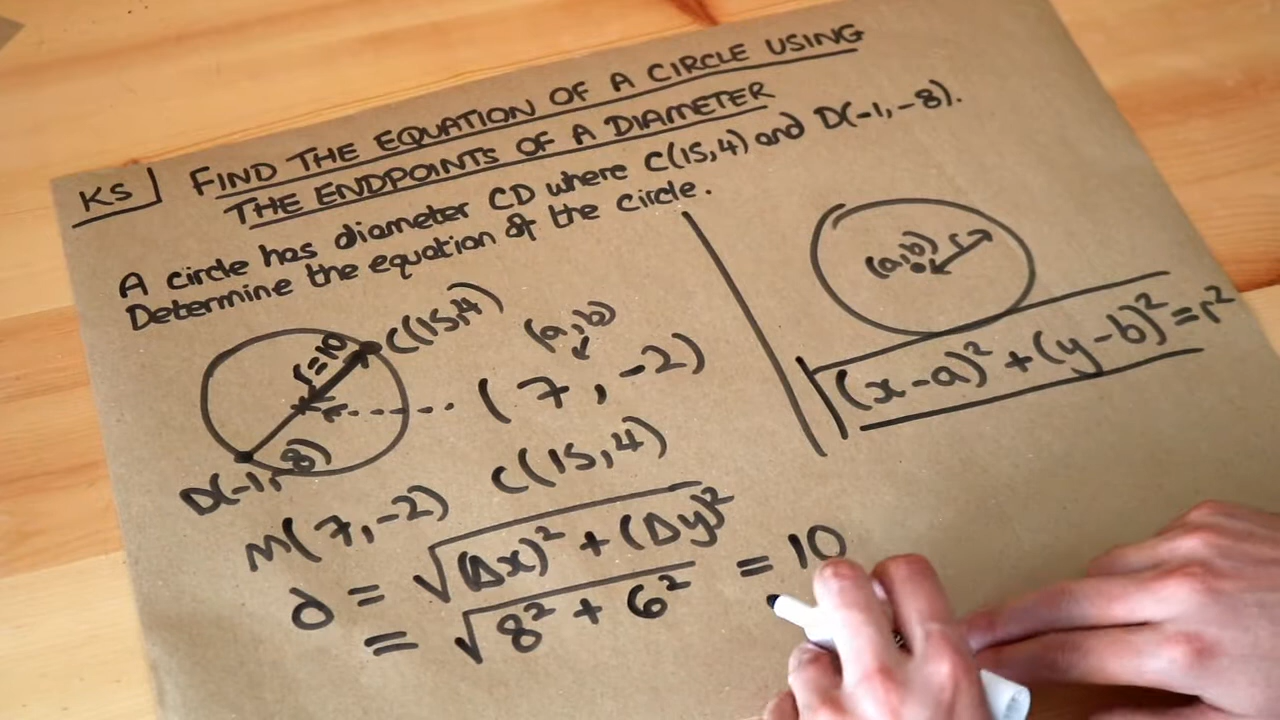 KS FIND THE EQUATION OF A CIRCLE USING
THE ENDPOINTS OF A DIAMETER
A circle has diameter CD where C(15,4) and D(-1,-8).
Determine the equation of the circle.
C(15,4)
r=10
D(-1,-8)
(a,b)
(7,-2)
M(7,-2) C(15,4)
d = √(Δx)² + (Δy)²
= √8² + 6² = 10
(a,b) r
(x-a)² + (y-b)² = r²